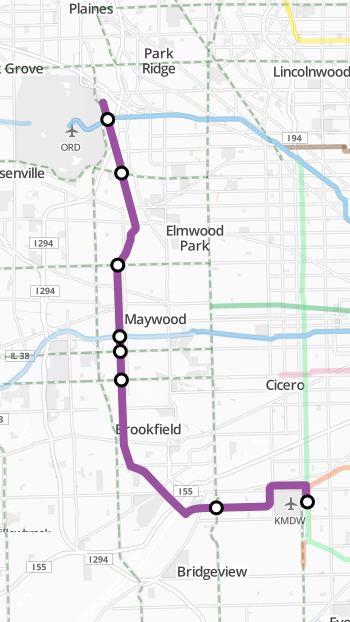 Plaines
Park
Ridge
Grove
Lincolnwood
I94
ORD
senville
Elmwood
Park
I294
I294
Maywood
IL 38
Cicero
Brookfield
I55
KMDW
I294
I55
Bridgeview